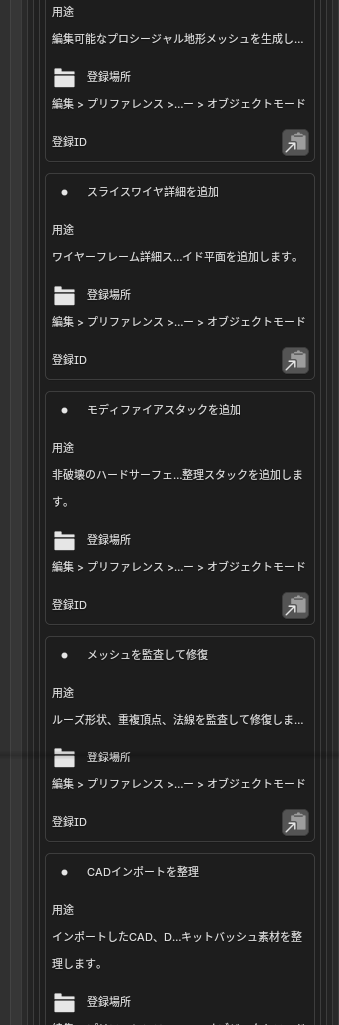 用途
編集可能なプロシージャル地形メッシュを生成し...
登録場所
編集 > プリファレンス >...ー > オブジェクトモード
登録ID
スライスワイヤ詳細を追加
用途
ワイヤーフレーム詳細ス...イド平面を追加します。
登録場所
編集 > プリファレンス >...ー > オブジェクトモード
登録ID
モディファイアスタックを追加
用途
非破壊のハードサーフェ...整理スタックを追加しま
す。
登録場所
編集 > プリファレンス >...ー > オブジェクトモード
登録ID
メッシュを監査して修復
用途
ルーズ形状、重複頂点、法線を監査して修復しま...
登録場所
編集 > プリファレンス >...ー > オブジェクトモード
登録ID
CADインポートを整理
用途
インポートしたCAD、D...キットバッシュ素材を整
理します。
登録場所